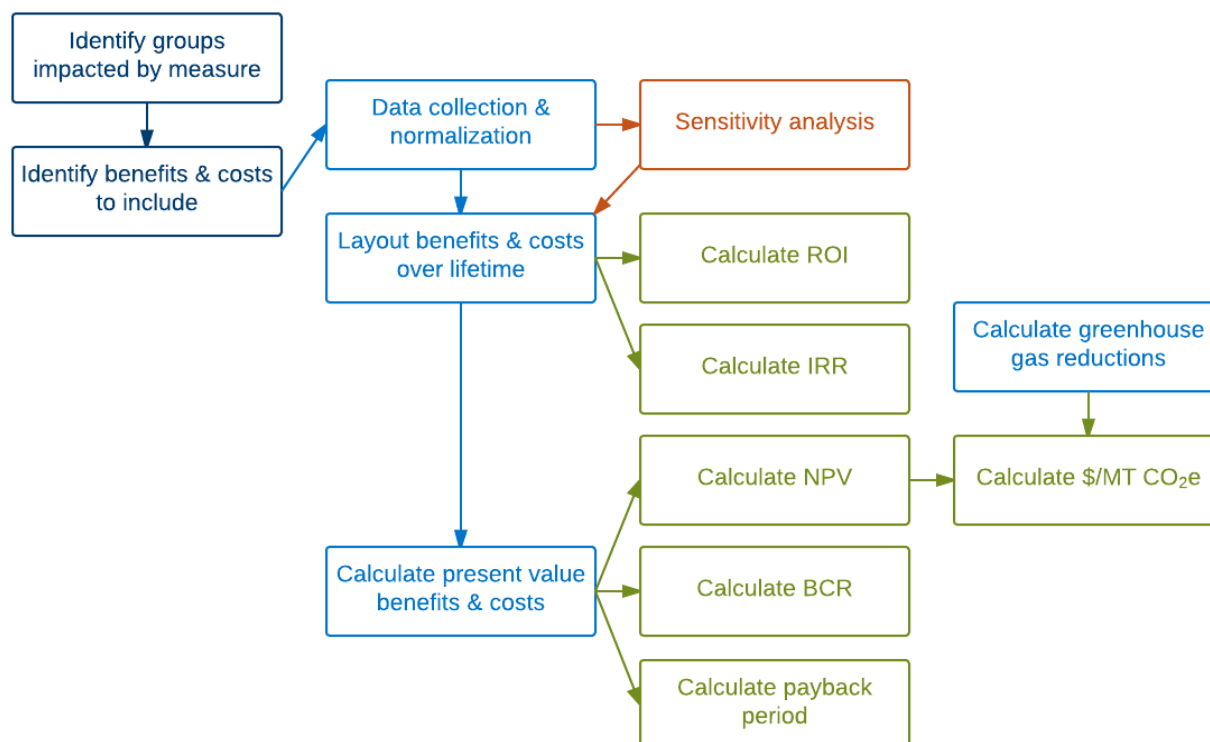 Identify groups
impacted by measure
Identify benefits & costs
to include
Data collection &
normalization
Sensitivity analysis
Layout benefits & costs
over lifetime
Calculate ROI
Calculate IRR
Calculate greenhouse
gas reductions
Calculate NPV
Calculate $/MT CO₂e
Calculate present value
benefits & costs
Calculate BCR
Calculate payback
period